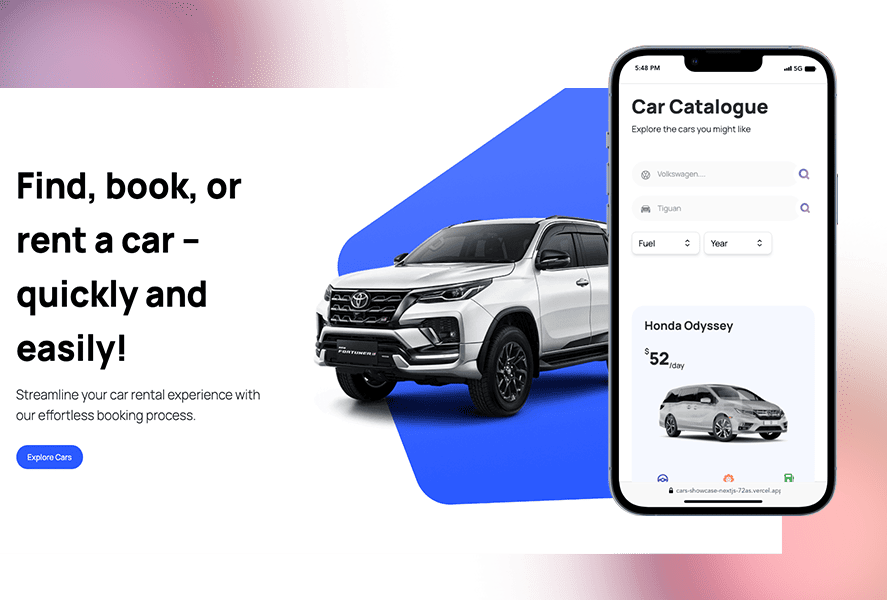 Find, book, or
rent a car –
quickly and
easily!
Streamline your car rental experience with
our effortless booking process.
Explore Cars
FORTUNER
5:48 PM
5G
Car Catalogue
Explore the cars you might like
Volkswagen...
Tiguan
Fuel
Year
Honda Odyssey
$52/day
cars-showcase-nextjs-72as.vercel.app